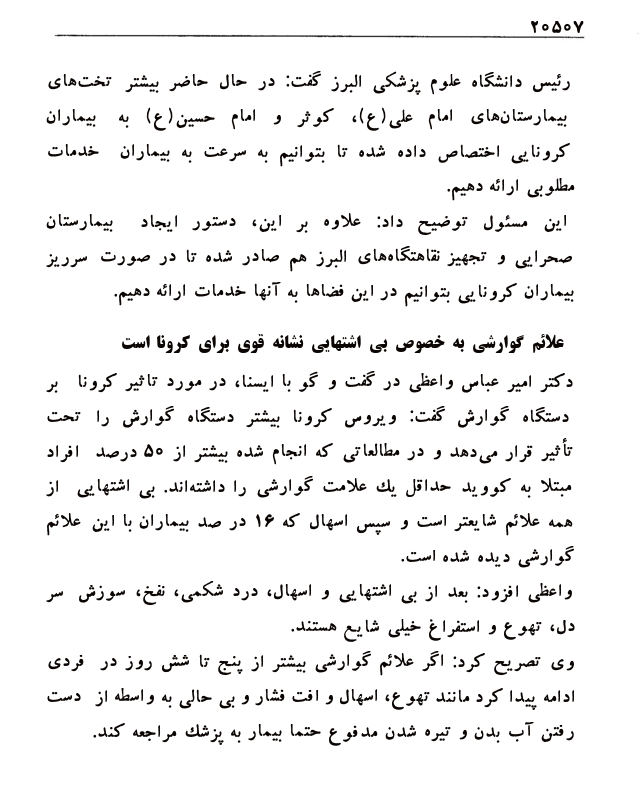 ۲۰۵۰۷
رئیس دانشگاه علوم پزشکی البرز گفت: در حال حاضر بیشتر تخت‌های
بیمارستان‌های امام علی(ع)، کوثر و امام حسین(ع) به بیماران
کرونایی اختصاص داده شده تا بتوانیم به سرعت به بیماران خدمات
مطلوبی ارائه دهیم.
این مسئول توضیح داد: علاوه بر این، دستور ایجاد بیمارستان
صحرایی و تجهیز نقاهتگاه‌های البرز هم صادر شده تا در صورت سرریز
بیماران کرونایی بتوانیم در این فضاها به آنها خدمات ارائه دهیم.
علائم گوارشی به خصوص بی اشتهایی نشانه قوی برای کرونا است
دکتر امیر عباس واعظی در گفت و گو با ایسنا، در مورد تاثیر کرونا بر
دستگاه گوارش گفت: ویروس کرونا بیشتر دستگاه گوارش را تحت
تأثیر قرار می‌دهد و در مطالعاتی که انجام شده بیشتر از ۵۰ درصد افراد
مبتلا به کووید حداقل یك علامت گوارشی را داشته‌اند. بی اشتهایی از
همه علائم شایعتر است و سپس اسهال که ۱۶ در صد بیماران با این علائم
گوارشی دیده شده است.
واعظی افزود: بعد از بی اشتهایی و اسهال، درد شکمی، نفخ، سوزش سر
دل، تهوع و استفراغ خیلی شایع هستند.
وی تصریح کرد: اگر علائم گوارشی بیشتر از پنج تا شش روز در فردی
ادامه پیدا کرد مانند تهوع، اسهال و افت فشار و بی حالی به واسطه از دست
رفتن آب بدن و تیره شدن مدفوع حتما بیمار به پزشك مراجعه کند.